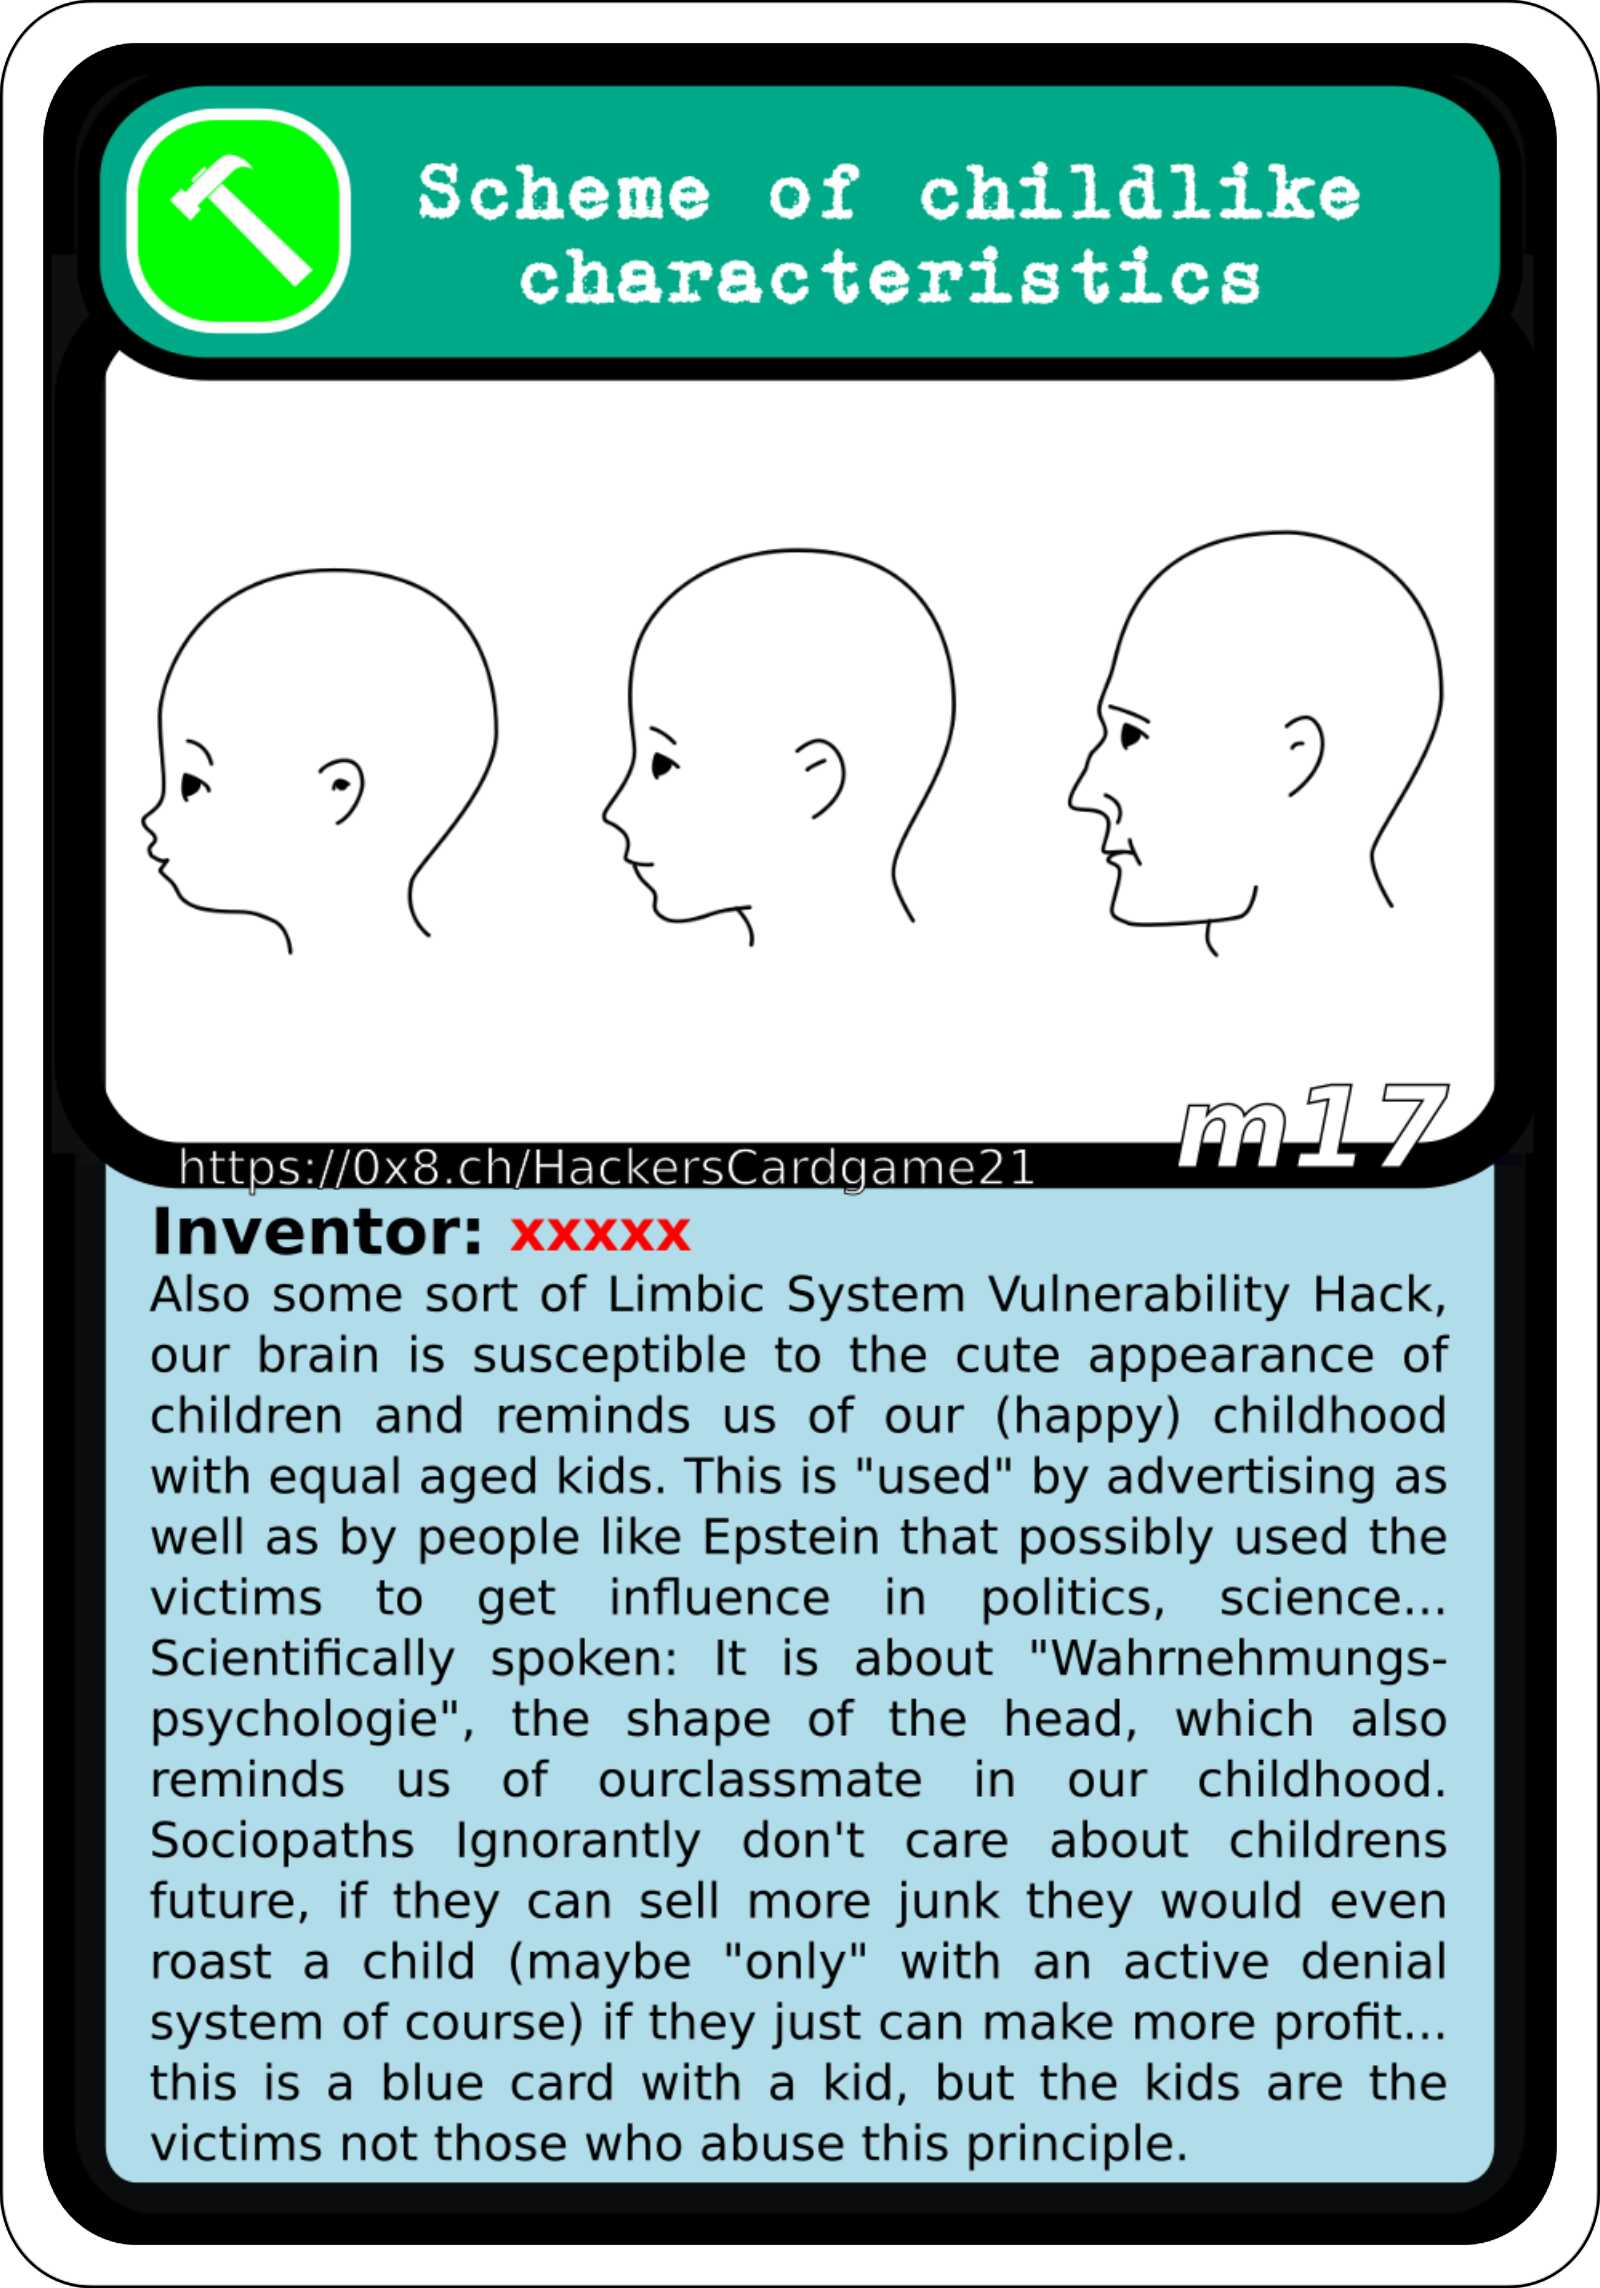 Scheme of childlike
characteristics
m17
https://0x8.ch/HackersCardgame21
Inventor: xxxxx
Also some sort of Limbic System Vulnerability Hack,
our brain is susceptible to the cute appearance of
children and reminds us of our (happy) childhood
with equal aged kids. This is "used" by advertising as
well as by people like Epstein that possibly used the
victims to get influence in politics, science...
Scientifically spoken: It is about "Wahrnehmungs-
psychologie", the shape of the head, which also
reminds us of ourclassmate in our childhood.
Sociopaths Ignorantly don't care about childrens
future, if they can sell more junk they would even
roast a child (maybe "only" with an active denial
system of course) if they just can make more profit...
this is a blue card with a kid, but the kids are the
victims not those who abuse this principle.